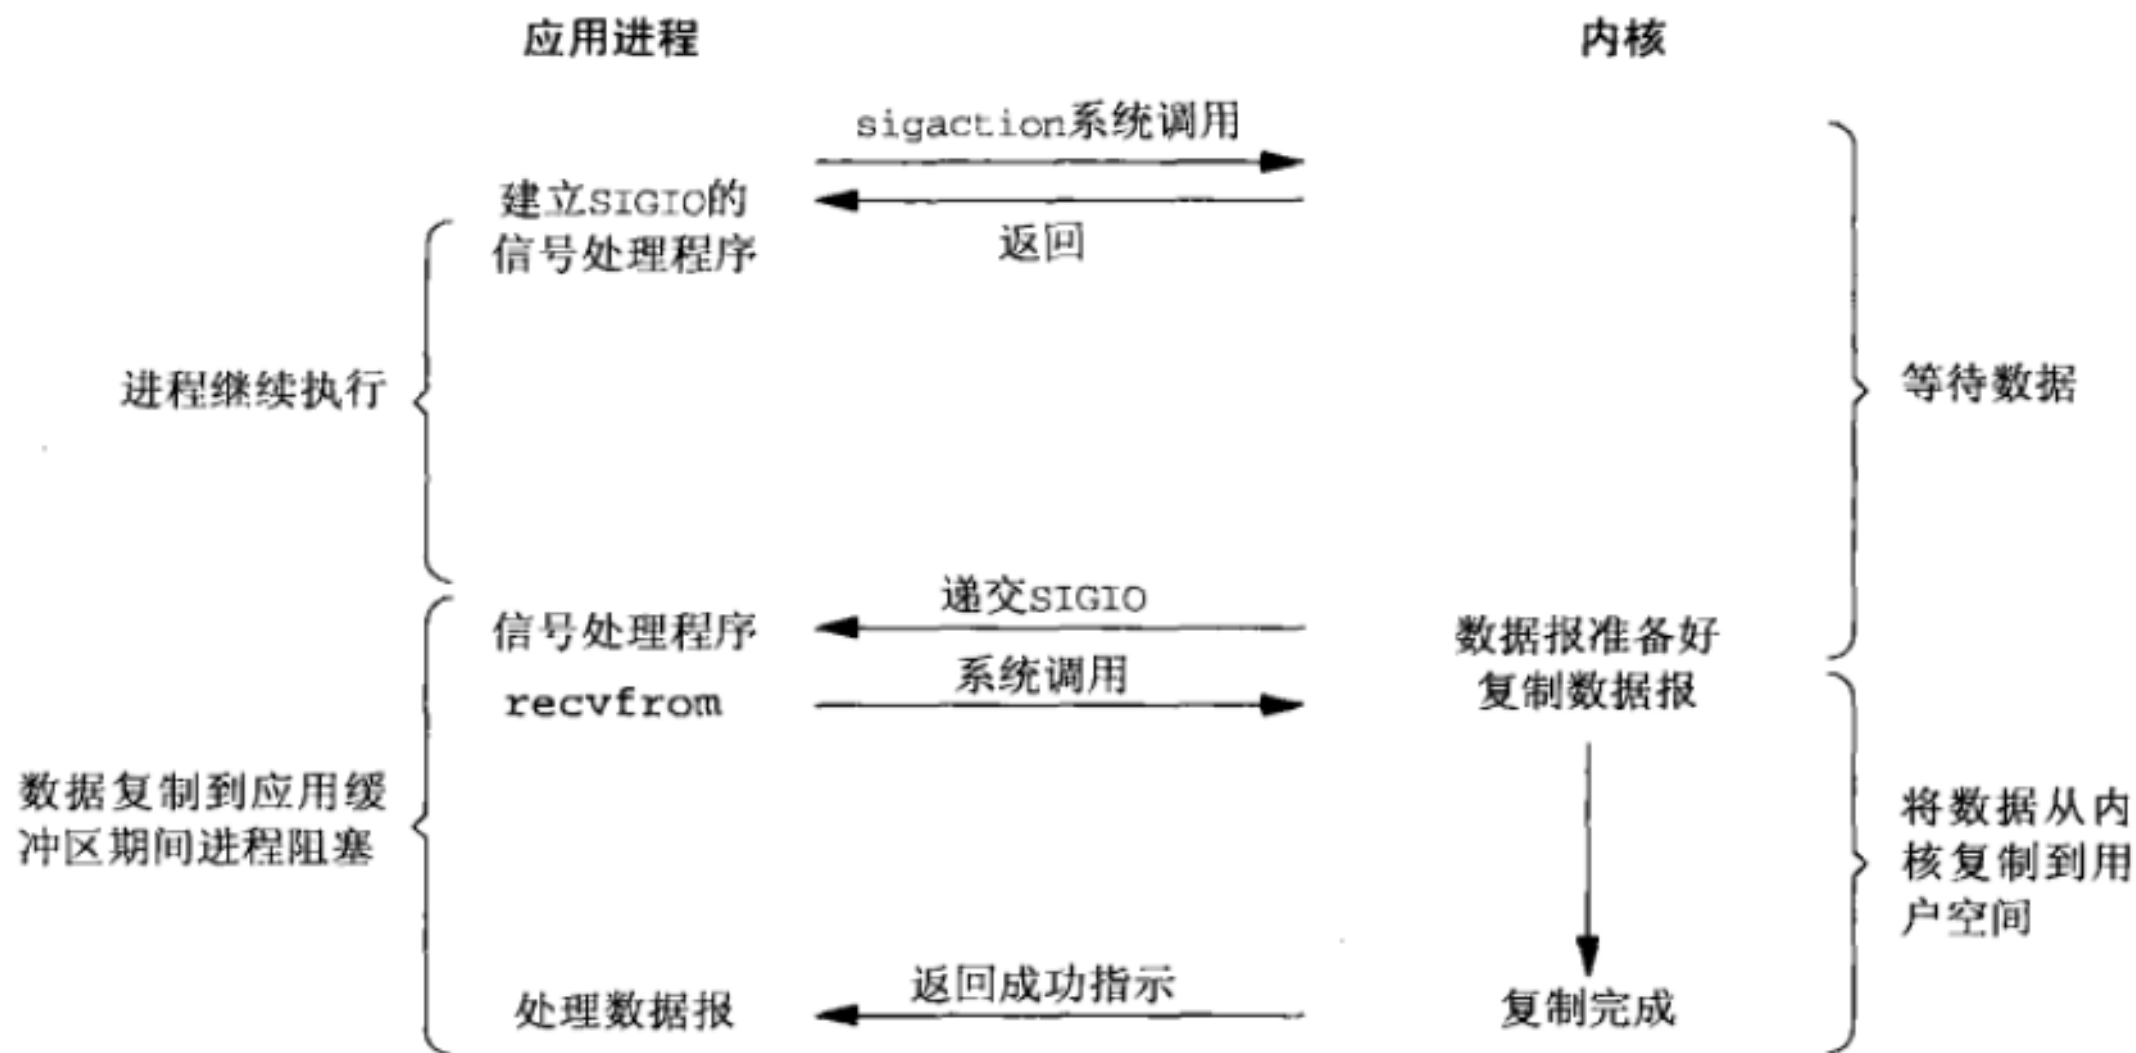 应用进程
内核
sigaction系统调用
建立SIGIO的
信号处理程序
返回
进程继续执行
等待数据
递交SIGIO
信号处理程序
数据报准备好
系统调用
复制数据报
recvfrom
数据复制到应用缓
冲区期间进程阻塞
将数据从内
核复制到用
户空间
返回成功指示
处理数据报
复制完成